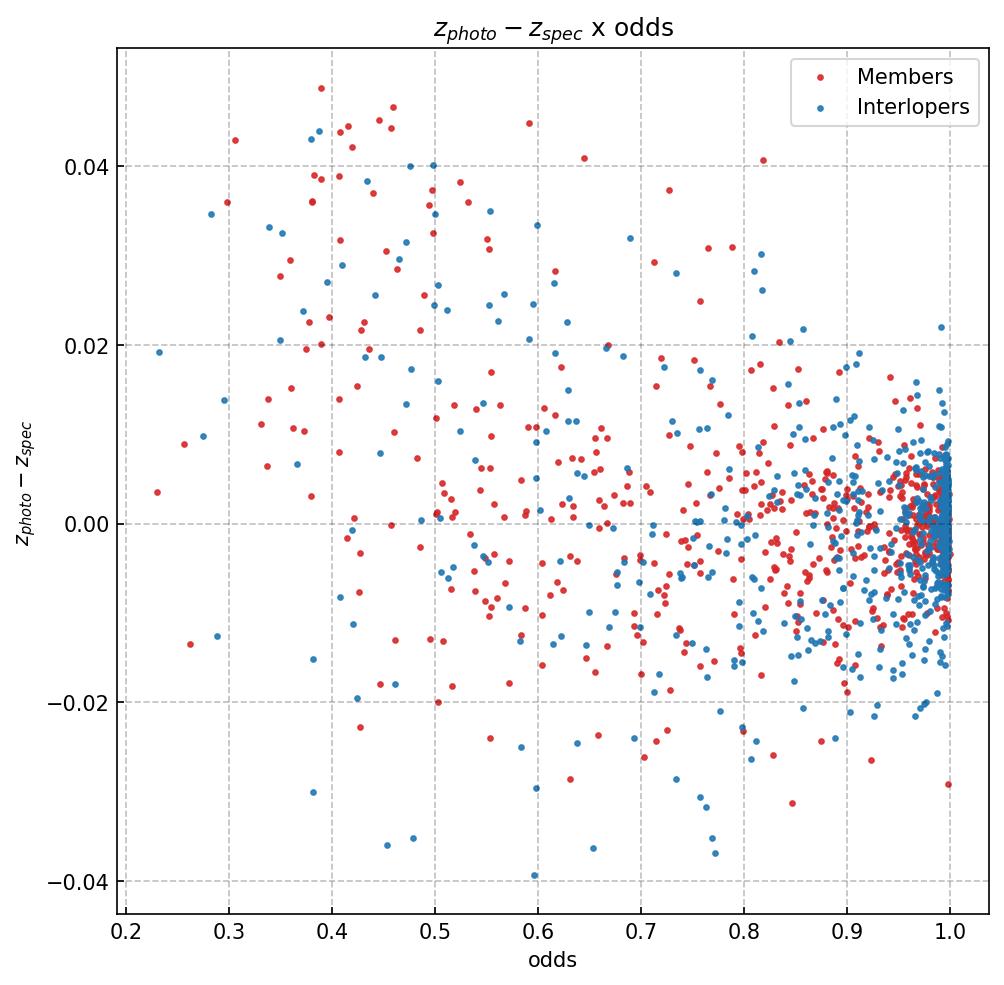 z_photo − z_spec x odds
Members
Interlopers
z_photo − z_spec
0.04
0.02
0.00
−0.02
−0.04
0.2 0.3 0.4 0.5 0.6 0.7 0.8 0.9 1.0
odds